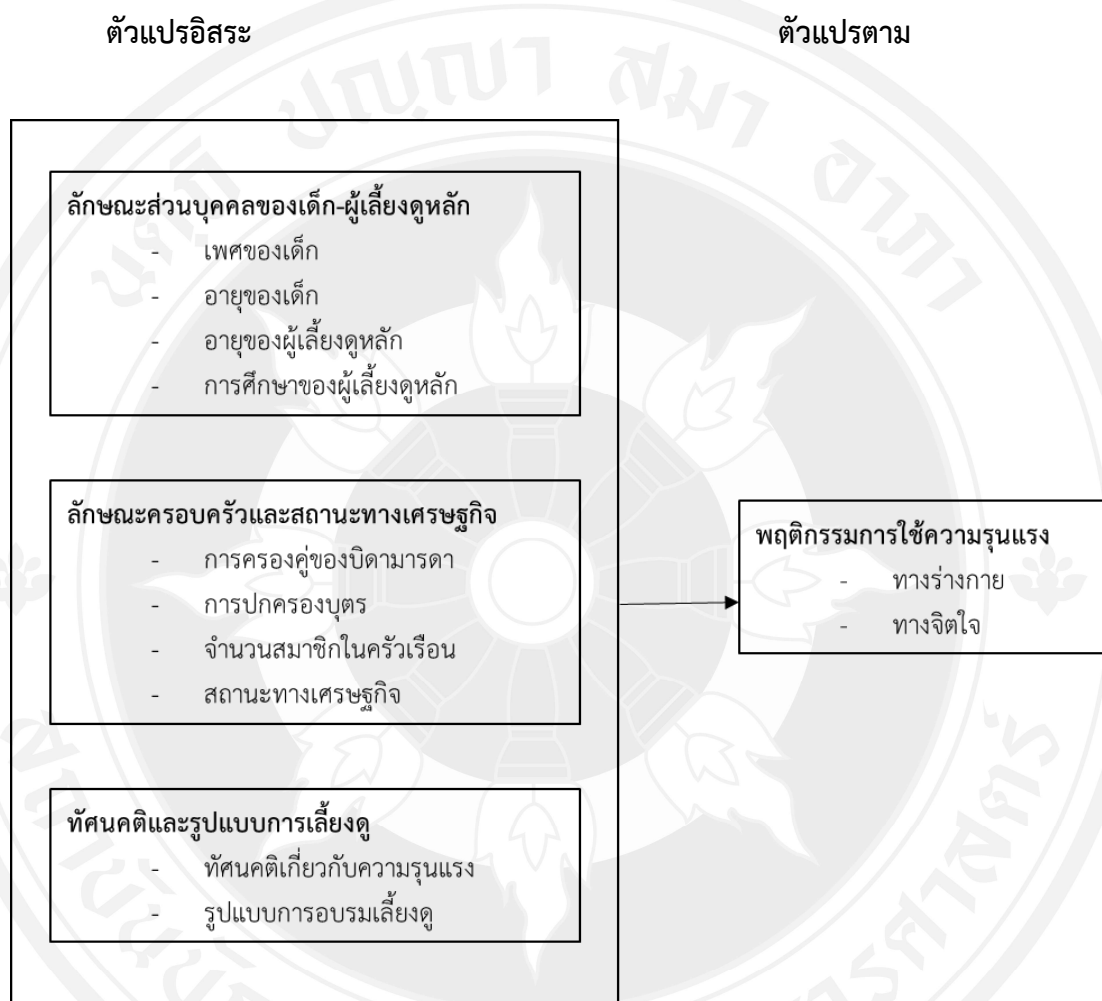 ตัวแปรอิสระ
ตัวแปรตาม
นตฺถิ ปญฺญา สมา อาภา
ลักษณะส่วนบุคคลของเด็ก-ผู้เลี้ยงดูหลัก
- เพศของเด็ก
- อายุของเด็ก
- อายุของผู้เลี้ยงดูหลัก
- การศึกษาของผู้เลี้ยงดูหลัก
ลักษณะครอบครัวและสถานะทางเศรษฐกิจ
- การครองคู่ของบิดามารดา
- การปกครองบุตร
- จำนวนสมาชิกในครัวเรือน
- สถานะทางเศรษฐกิจ
ทัศนคติและรูปแบบการเลี้ยงดู
- ทัศนคติเกี่ยวกับความรุนแรง
- รูปแบบการอบรมเลี้ยงดู
พฤติกรรมการใช้ความรุนแรง
- ทางร่างกาย
- ทางจิตใจ